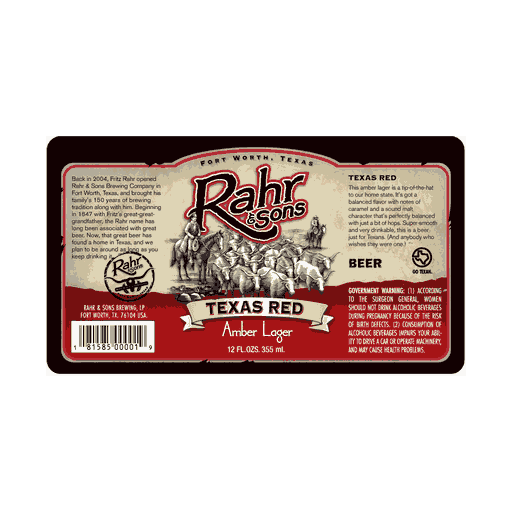 FORT WORTH, TEXAS
Rahr
& Sons
TEXAS RED
Amber Lager
12 FL.OZS. 355 ml.
Back in 2004, Fritz Rahr opened
Rahr & Sons Brewing Company in
Fort Worth, Texas, and brought his
family's 150 years of brewing
tradition along with him. Beginning
in 1847 with Fritz's great-great-
grandfather, the Rahr name has
long been associated with great
beer. Now, that great beer has
found a home in Texas, and we
plan to be around as long as you
keep drinking it.
Rahr
& Sons
RAHR & SONS BREWING, LP
FORT WORTH, TX. 76104 USA.
1 81585 00001 9
TEXAS RED
This amber lager is a tip-of-the-hat
to our home state. It's got a
balanced flavor with notes of
caramel and a sound malt
character that's perfectly balanced
with just a bit of hops. Super-smooth
and very drinkable, this is a beer
just for Texans. (And anybody who
wishes they were one.)
BEER
GO TEXAN.
GOVERNMENT WARNING: (1) ACCORDING
TO THE SURGEON GENERAL, WOMEN
SHOULD NOT DRINK ALCOHOLIC BEVERAGES
DURING PREGNANCY BECAUSE OF THE RISK
OF BIRTH DEFECTS. (2) CONSUMPTION OF
ALCOHOLIC BEVERAGES IMPAIRS YOUR ABIL-
ITY TO DRIVE A CAR OR OPERATE MACHINERY,
AND MAY CAUSE HEALTH PROBLEMS.